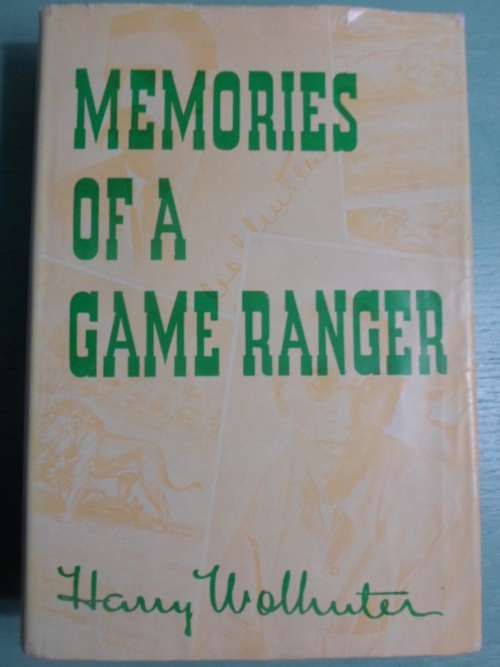 MEMORIES
OF A
GAME RANGER
Harry Wolhuter